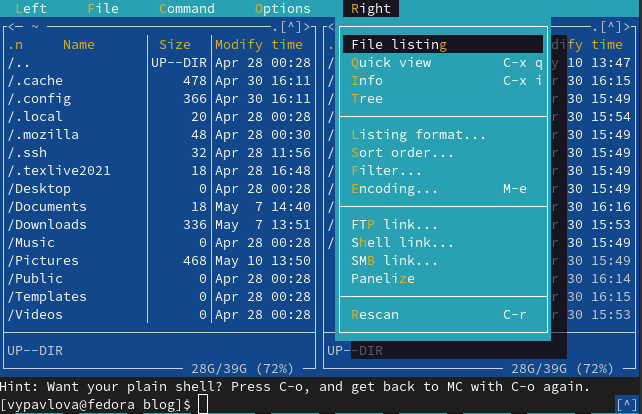 Left File Command Options Right
<─ ~ .[^]> .[^]>
.n Name Size Modify time ify time
/.. UP--DIR Apr 28 00:28 File listing y 10 13:47
/.cache 478 Apr 30 16:11 Quick view C-x q r 30 16:15
/.config 366 Apr 30 16:11 Info C-x i r 30 15:49
/.local 20 Apr 28 00:28 Tree r 30 15:54
/.mozilla 48 Apr 28 00:30 r 30 15:49
/.ssh 32 Apr 28 11:56 Listing format... r 30 15:49
/.texlive2021 18 Apr 28 16:48 Sort order... r 30 15:49
/Desktop 0 Apr 28 00:28 Filter... r 30 15:49
/Documents 18 May 7 14:40 Encoding... M-e r 30 16:16
/Downloads 336 May 7 13:51 r 30 15:53
/Music 0 Apr 28 00:28 FTP link... r 30 15:49
/Pictures 468 May 10 13:50 Shell link... r 30 15:49
/Public 0 Apr 28 00:28 SMB link... r 30 16:14
/Templates 0 Apr 28 00:28 Panelize r 30 16:15
/Videos 0 Apr 28 00:28 Rescan C-r r 30 15:53
UP--DIR UP--DIR
28G/39G (72%) 28G/39G (72%)
Hint: Want your plain shell? Press C-o, and get back to MC with C-o again.
[vypavlova@fedora blog]$ [^]